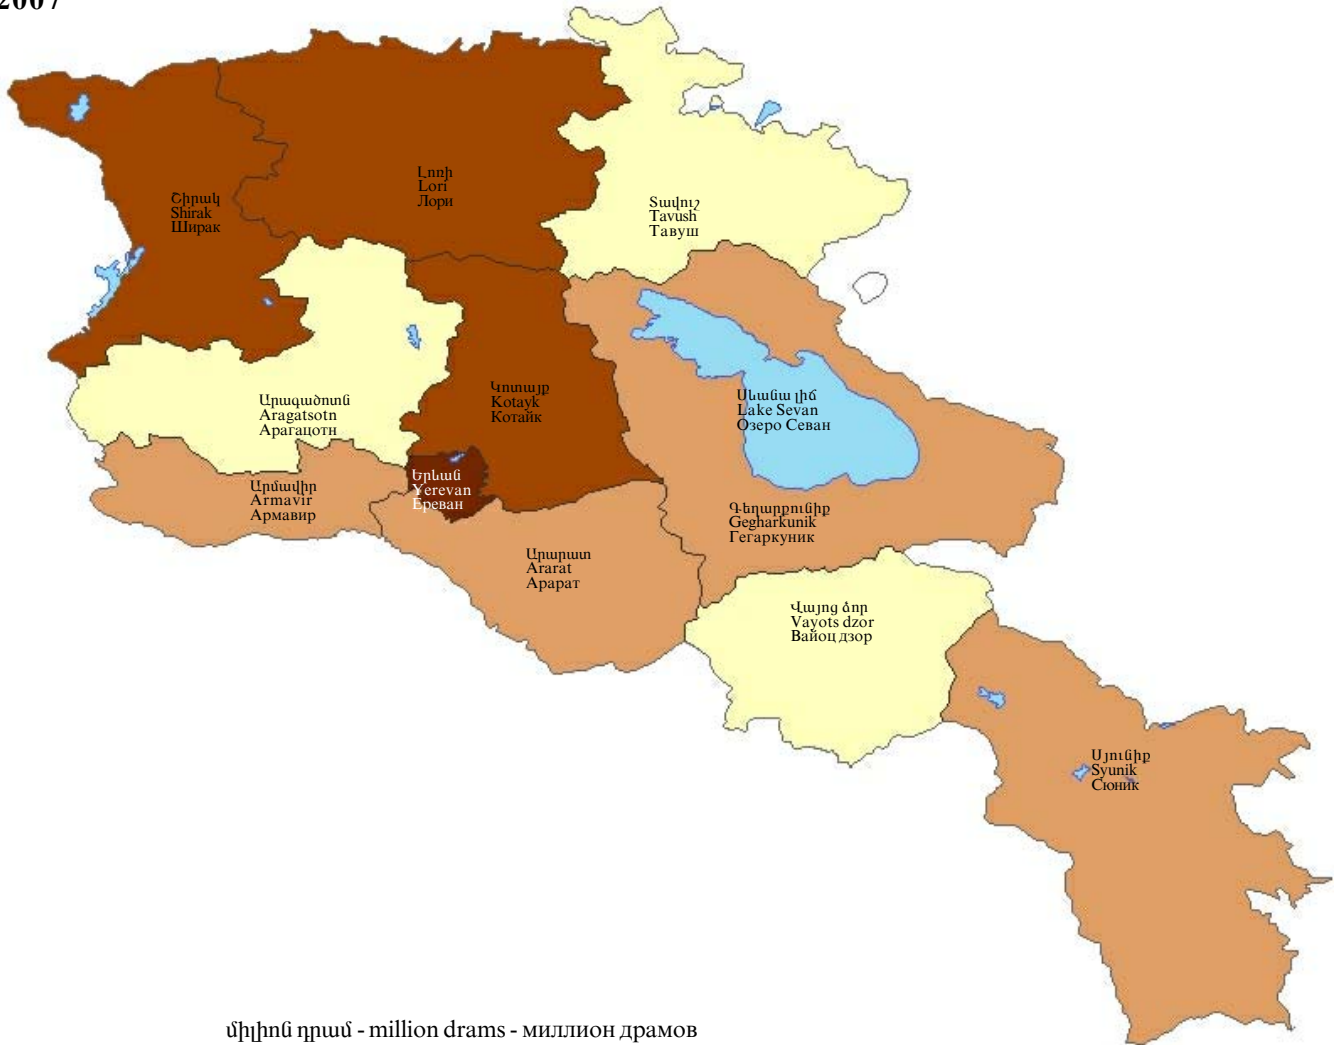 2007
Շիրակ
Shirak
Ширак
Լոռի
Lori
Лори
Տավուշ
Tavush
Тавуш
Արագածոտն
Aragatsotn
Арагацотн
Կոտայք
Kotayk
Котайк
Սևանա լիճ
Lake Sevan
Озеро Севан
Երևան
Yerevan
Ереван
Արմավիր
Armavir
Армавир
Գեղարքունիք
Gegharkunik
Гегаркуник
Արարատ
Ararat
Арарат
Վայոց ձոր
Vayots dzor
Вайоц дзор
Սյունիք
Syunik
Сюник
միլիոն դրամ - million drams - миллион драмов